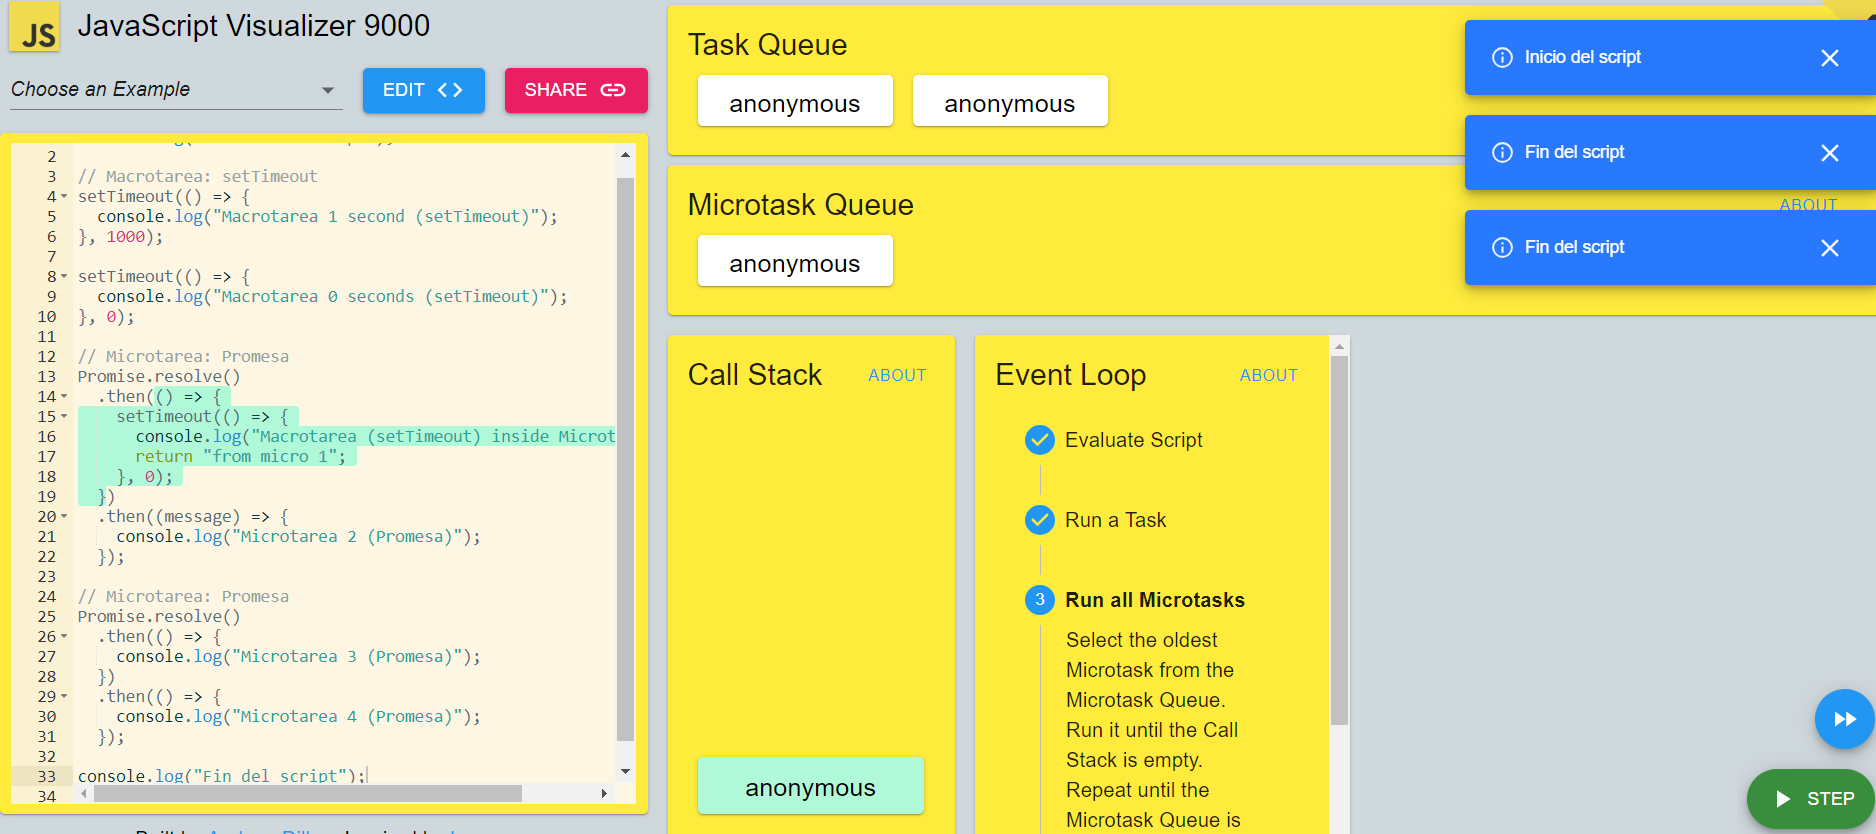 JS JavaScript Visualizer 9000
Choose an Example
EDIT
SHARE
2
3 // Macrotarea: setTimeout
4 setTimeout(() => {
5 console.log("Macrotarea 1 second (setTimeout)");
6 }, 1000);
7
8 setTimeout(() => {
9 console.log("Macrotarea 0 seconds (setTimeout)");
10 }, 0);
11
12 // Microtarea: Promesa
13 Promise.resolve()
14 .then(() => {
15 setTimeout(() => {
16 console.log("Macrotarea (setTimeout) inside Microt
17 return "from micro 1";
18 }, 0);
19 })
20 .then((message) => {
21 console.log("Microtarea 2 (Promesa)");
22 });
23
24 // Microtarea: Promesa
25 Promise.resolve()
26 .then(() => {
27 console.log("Microtarea 3 (Promesa)");
28 })
29 .then(() => {
30 console.log("Microtarea 4 (Promesa)");
31 });
32
33 console.log("Fin del script");
34
Task Queue
anonymous
anonymous
Microtask Queue
ABOUT
anonymous
Inicio del script
Fin del script
Fin del script
Call Stack
ABOUT
anonymous
Event Loop
ABOUT
Evaluate Script
Run a Task
3 Run all Microtasks
Select the oldest
Microtask from the
Microtask Queue.
Run it until the Call
Stack is empty.
Repeat until the
Microtask Queue is
STEP